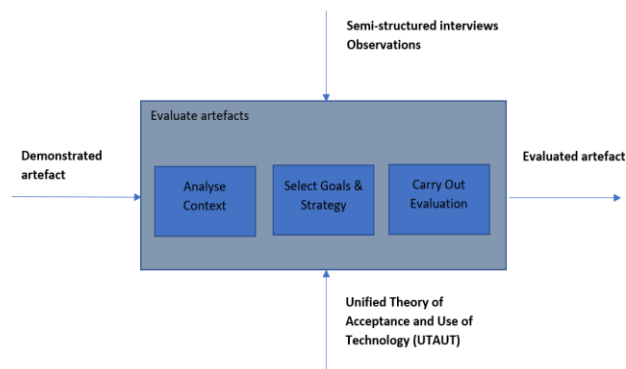 Semi-structured interviews
Observations
Evaluate artefacts
Demonstrated
artefact
Analyse
Context
Select Goals &
Strategy
Carry Out
Evaluation
Evaluated artefact
Unified Theory of
Acceptance and Use of
Technology (UTAUT)